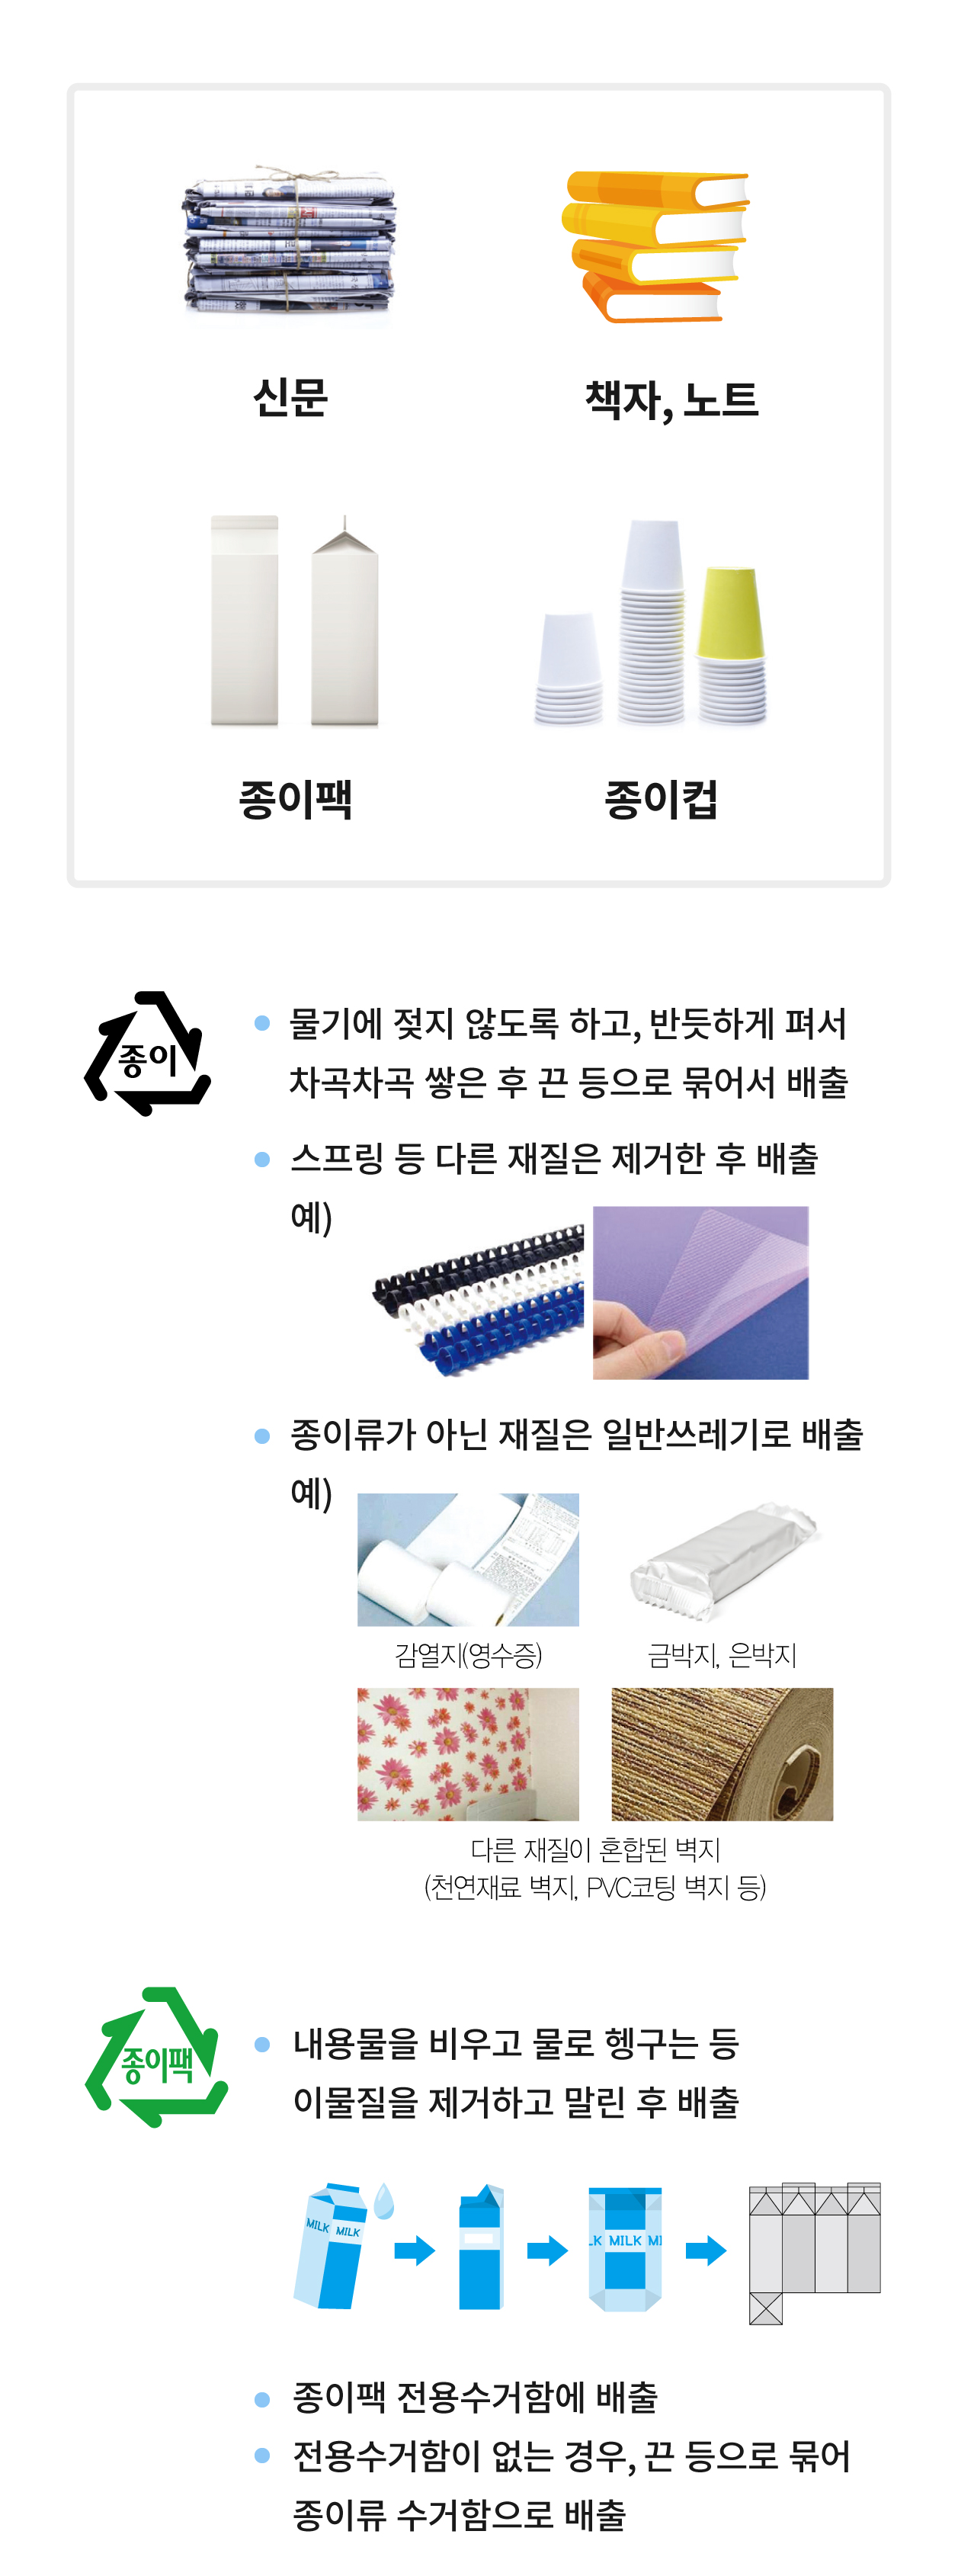 신문
책자, 노트
종이팩
종이컵
종이
물기에 젖지 않도록 하고, 반듯하게 펴서
차곡차곡 쌓은 후 끈 등으로 묶어서 배출
스프링 등 다른 재질은 제거한 후 배출
예)
종이류가 아닌 재질은 일반쓰레기로 배출
예)
감열지(영수증)
금박지, 은박지
다른 재질이 혼합된 벽지
(천연재료 벽지, PVC코팅 벽지 등)
종이팩
내용물을 비우고 물로 헹구는 등
이물질을 제거하고 말린 후 배출
MILK MILK
LK MILK MI
종이팩 전용수거함에 배출
전용수거함이 없는 경우, 끈 등으로 묶어
종이류 수거함으로 배출